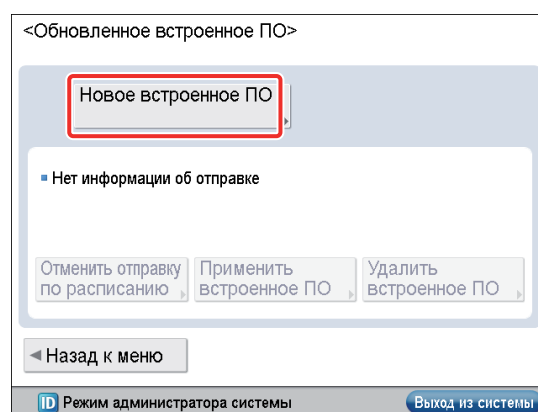 <Обновленное встроенное ПО>
Новое встроенное ПО
Нет информации об отправке
Отменить отправку
по расписанию
Применить
встроенное ПО
Удалить
встроенное ПО
Назад к меню
ID Режим администратора системы
Выход из системы